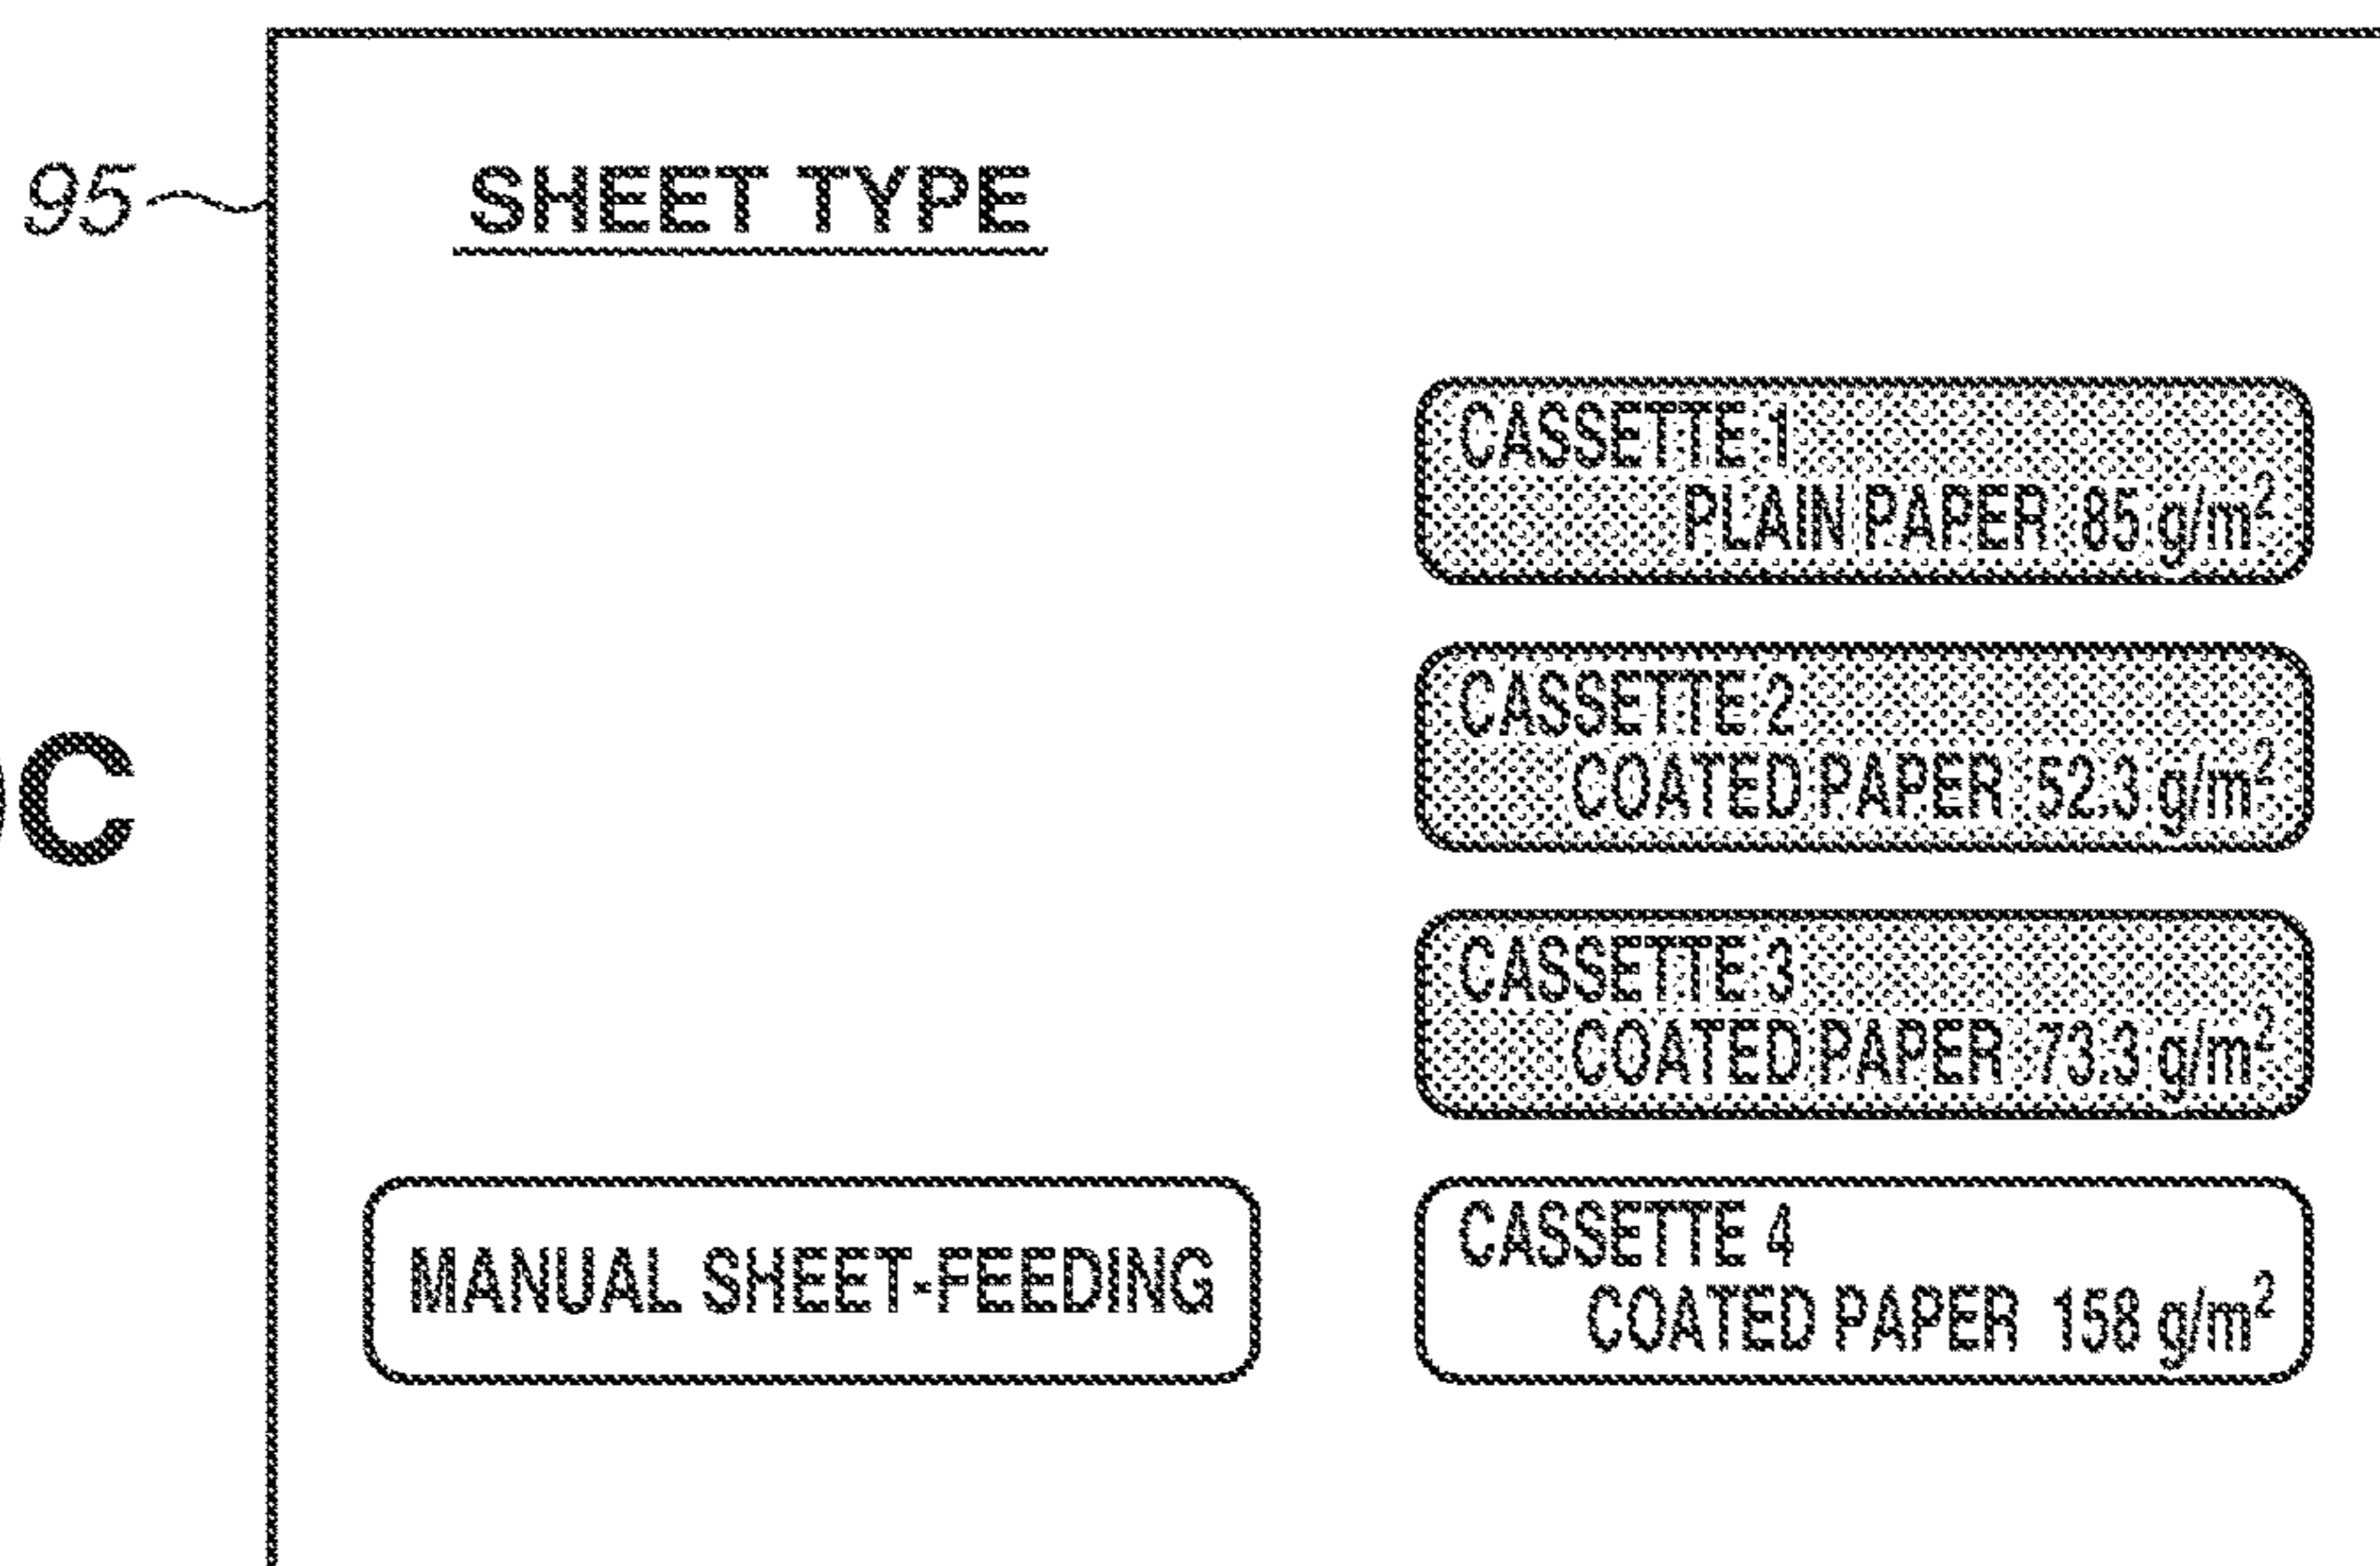 95
SHEET TYPE
CASSETTE 1
PLAIN PAPER 85 g/m²
CASSETTE 2
COATED PAPER 52.3 g/m²
C
CASSETTE 3
COATED PAPER 73.3 g/m²
MANUAL SHEET-FEEDING
CASSETTE 4
COATED PAPER 158 g/m²